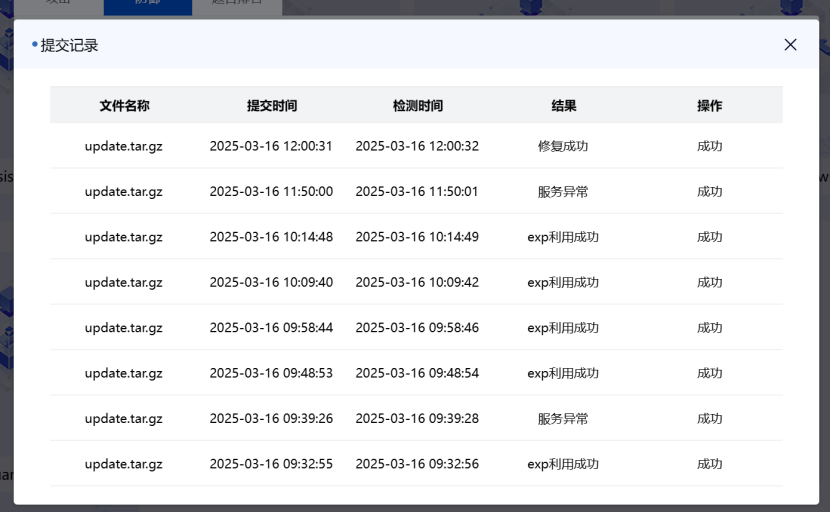 防御
提交记录
文件名称 提交时间 检测时间 结果 操作
update.tar.gz 2025-03-16 12:00:31 2025-03-16 12:00:32 修复成功 成功
update.tar.gz 2025-03-16 11:50:00 2025-03-16 11:50:01 服务异常 成功
update.tar.gz 2025-03-16 10:14:48 2025-03-16 10:14:49 exp利用成功 成功
update.tar.gz 2025-03-16 10:09:40 2025-03-16 10:09:42 exp利用成功 成功
update.tar.gz 2025-03-16 09:58:44 2025-03-16 09:58:46 exp利用成功 成功
update.tar.gz 2025-03-16 09:48:53 2025-03-16 09:48:54 exp利用成功 成功
update.tar.gz 2025-03-16 09:39:26 2025-03-16 09:39:28 服务异常 成功
update.tar.gz 2025-03-16 09:32:55 2025-03-16 09:32:56 exp利用成功 成功